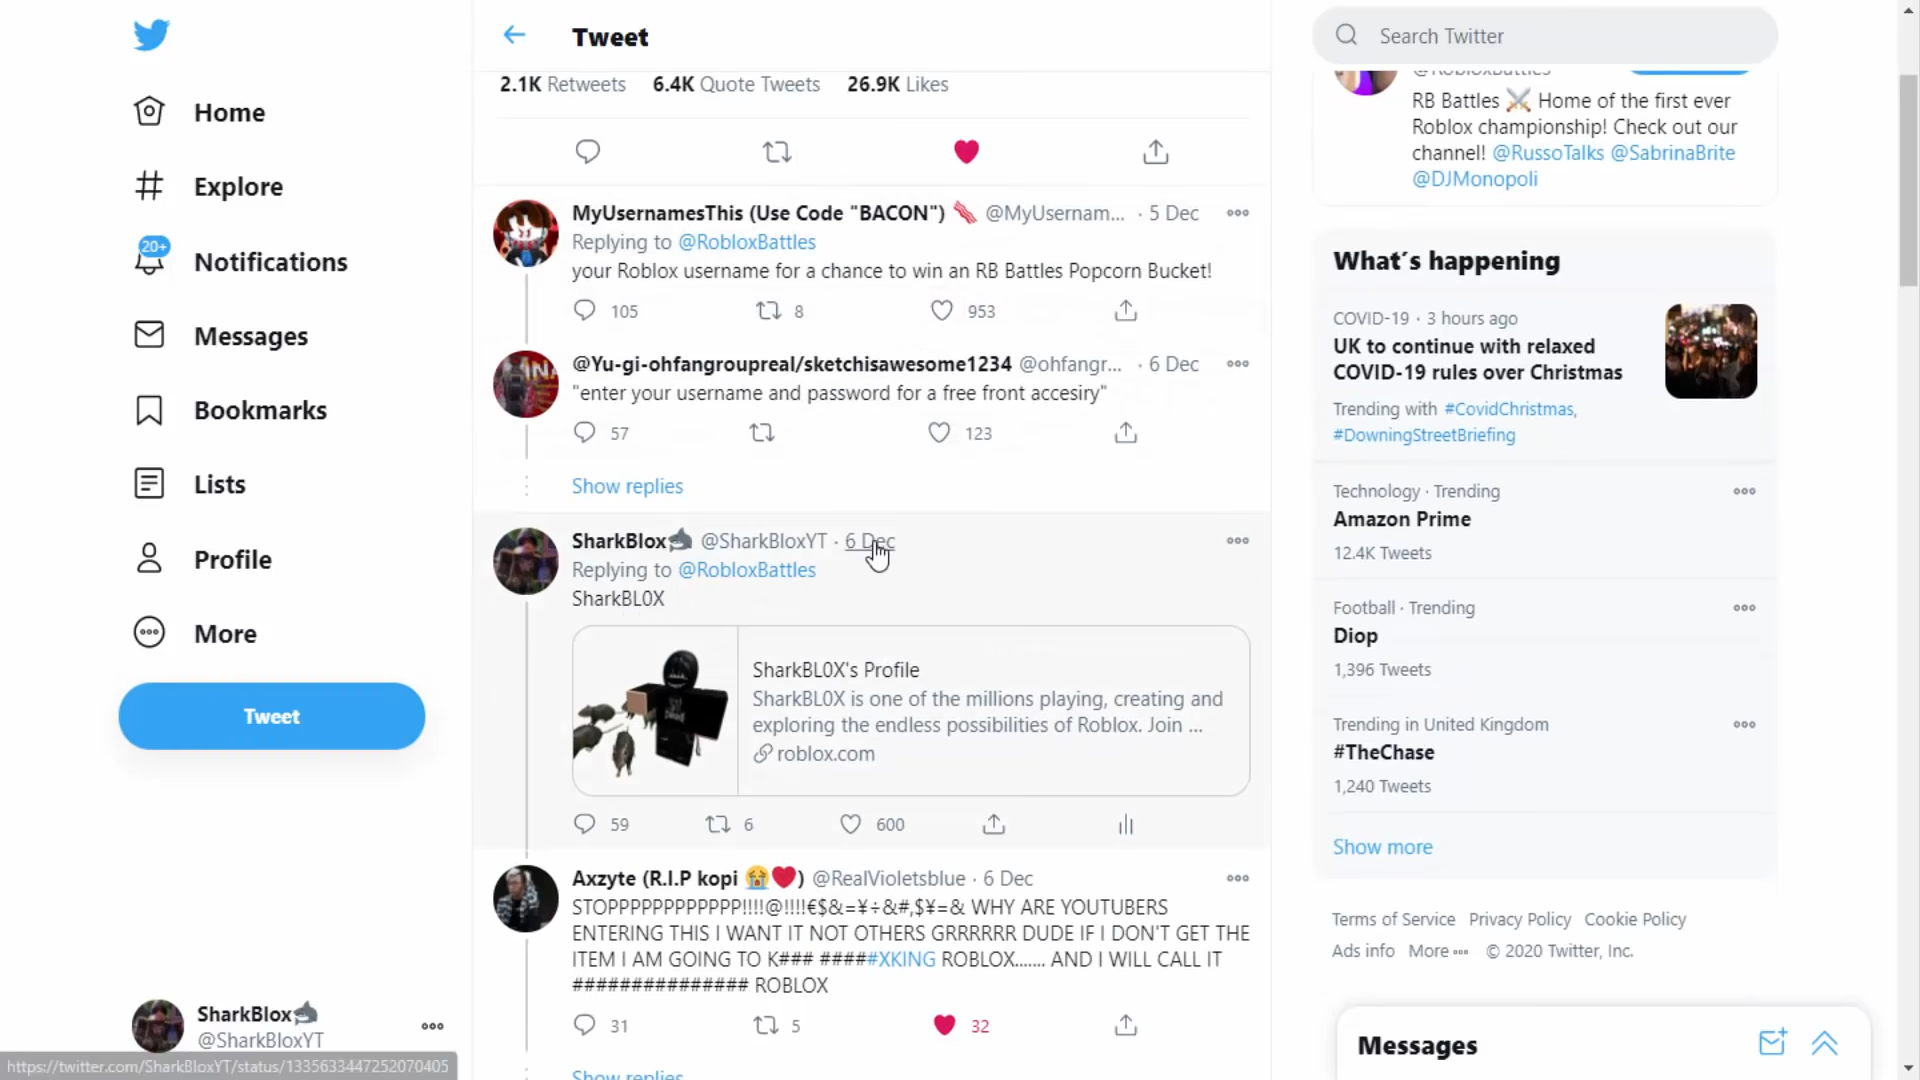 Home
Explore
20+
Notifications
Messages
Bookmarks
Lists
Profile
More
Tweet
SharkBlox🦈
@SharkBloxYT
https://twitter.com/SharkBloxYT/status/1335633447252070405
Tweet
2.1K Retweets 6.4K Quote Tweets 26.9K Likes
MyUsernamesThis (Use Code "BACON") 🥓 @MyUsernam... · 5 Dec
Replying to @RobloxBattles
your Roblox username for a chance to win an RB Battles Popcorn Bucket!
105 8 953
@Yu-gi-ohfangroupreal/sketchisawesome1234 @ohfangr... · 6 Dec
"enter your username and password for a free front accesiry"
57 123
Show replies
SharkBlox🦈 @SharkBloxYT · 6 Dec
Replying to @RobloxBattles
SharkBL0X
SharkBL0X's Profile
SharkBL0X is one of the millions playing, creating and
exploring the endless possibilities of Roblox. Join ...
roblox.com
59 6 600
Axzyte (R.I.P kopi 😭❤️) @RealVioletsblue · 6 Dec
STOPPPPPPPPPPPP!!!!@!!!!€$&=¥÷&#,$¥=& WHY ARE YOUTUBERS
ENTERING THIS I WANT IT NOT OTHERS GRRRRRR DUDE IF I DON'T GET THE
ITEM I AM GOING TO K### #####XKING ROBLOX....... AND I WILL CALL IT
############### ROBLOX
31 5 32
Show replies
Search Twitter
@RobloxBattles
RB Battles ⚔️ Home of the first ever
Roblox championship! Check out our
channel! @RussoTalks @SabrinaBrite
@DJMonopoli
What's happening
COVID-19 · 3 hours ago
UK to continue with relaxed
COVID-19 rules over Christmas
Trending with #CovidChristmas,
#DowningStreetBriefing
Technology · Trending
Amazon Prime
12.4K Tweets
Football · Trending
Diop
1,396 Tweets
Trending in United Kingdom
#TheChase
1,240 Tweets
Show more
Terms of Service Privacy Policy Cookie Policy
Ads info More ··· © 2020 Twitter, Inc.
Messages